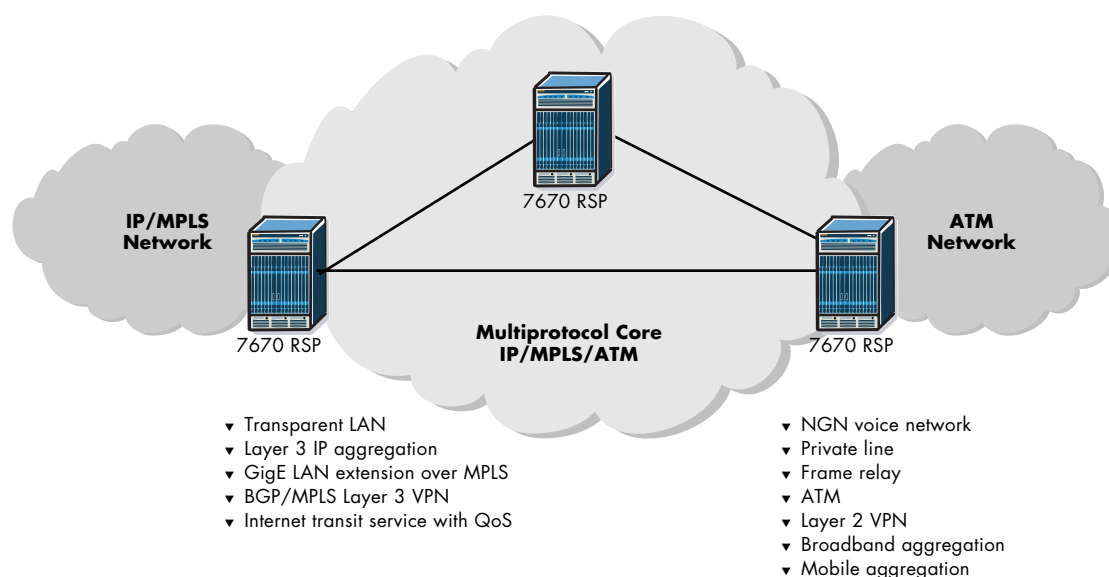 7670 RSP
IP/MPLS
Network
ATM
Network
7670 RSP
Multiprotocol Core
IP/MPLS/ATM
7670 RSP
▼ Transparent LAN
▼ Layer 3 IP aggregation
▼ GigE LAN extension over MPLS
▼ BGP/MPLS Layer 3 VPN
▼ Internet transit service with QoS
▼ NGN voice network
▼ Private line
▼ Frame relay
▼ ATM
▼ Layer 2 VPN
▼ Broadband aggregation
▼ Mobile aggregation